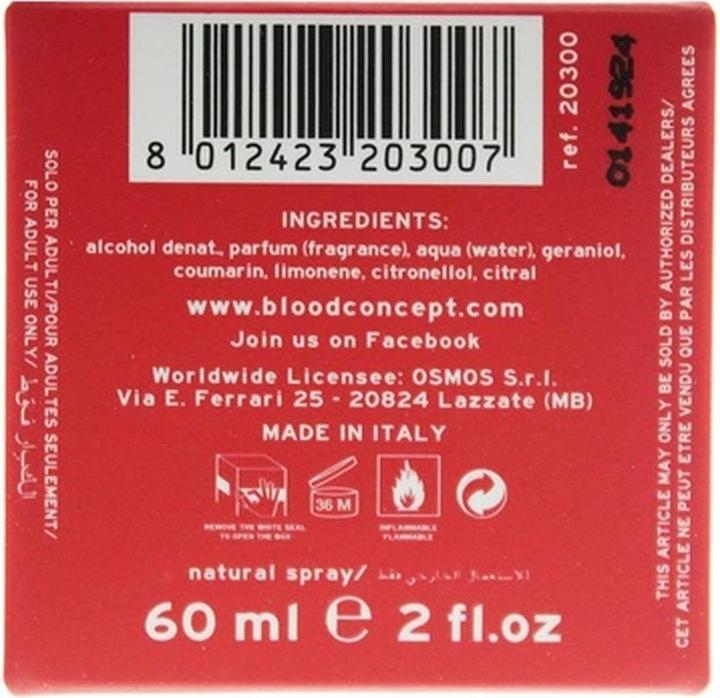 8 012423 203007
ref. 20300
0141924
INGREDIENTS:
alcohol denat., parfum (fragrance), aqua (water), geraniol,
coumarin, limonene, citronellol, citral
www.bloodconcept.com
Join us on Facebook
Worldwide Licensee: OSMOS S.r.l.
Via E. Ferrari 25 - 20824 Lazzate (MB)
MADE IN ITALY
36 M
REMOVE THE WHITE SEAL
TO OPEN THE BOX
INFLAMMABLE
FLAMMABLE
natural spray/ الاستعمال الخارجي فقط
60 ml e 2 fl.oz
SOLO PER ADULTI/POUR ADULTES SEULEMENT/
FOR ADULT USE ONLY/
THIS ARTICLE MAY ONLY BE SOLD BY AUTHORIZED DEALERS/
CET ARTICLE NE PEUT ETRE VENDU QUE PAR LES DISTRIBUTEURS AGREES